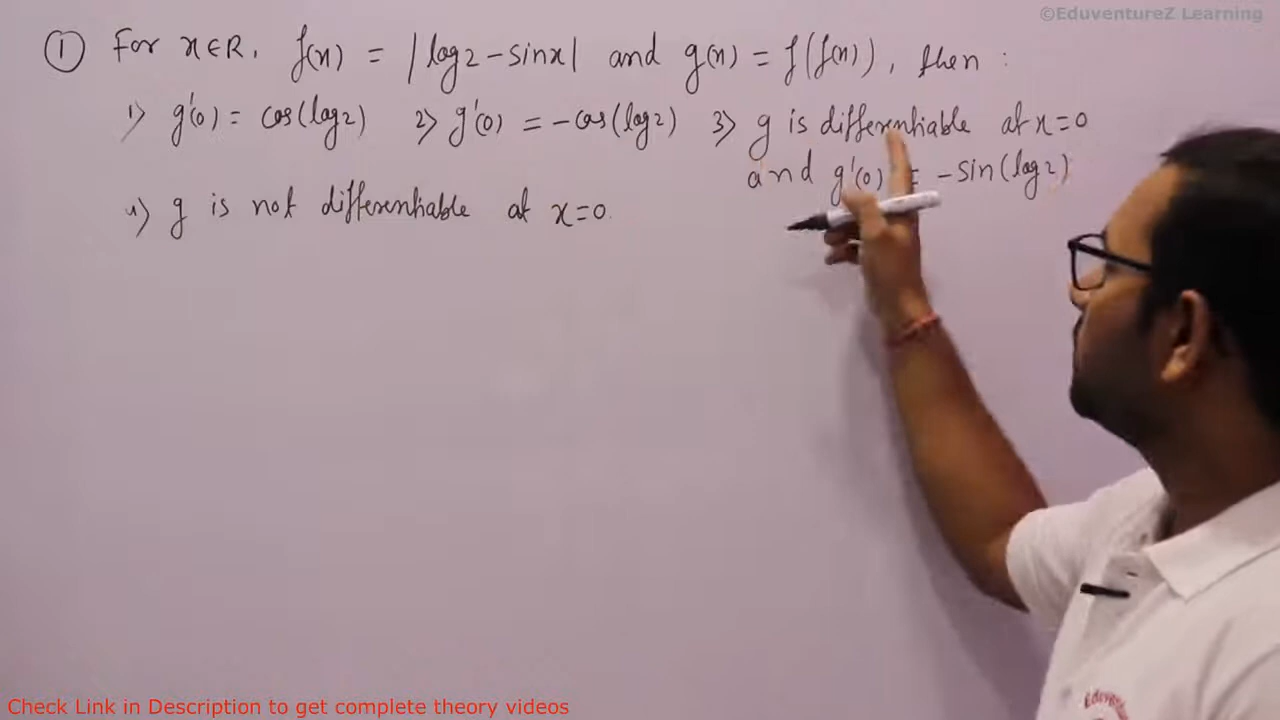 ©EduventureZ Learning
① For x∈R, f(x) = |log2 - sinx| and g(x) = f(f(x)), then :
1) g'(0) = cos(log2) 2) g'(0) = -cos(log2) 3) g is differentiable at x=0
and g'(0) = -sin(log2)
4) g is not differentiable at x=0.
Check Link in Description to get complete theory videos